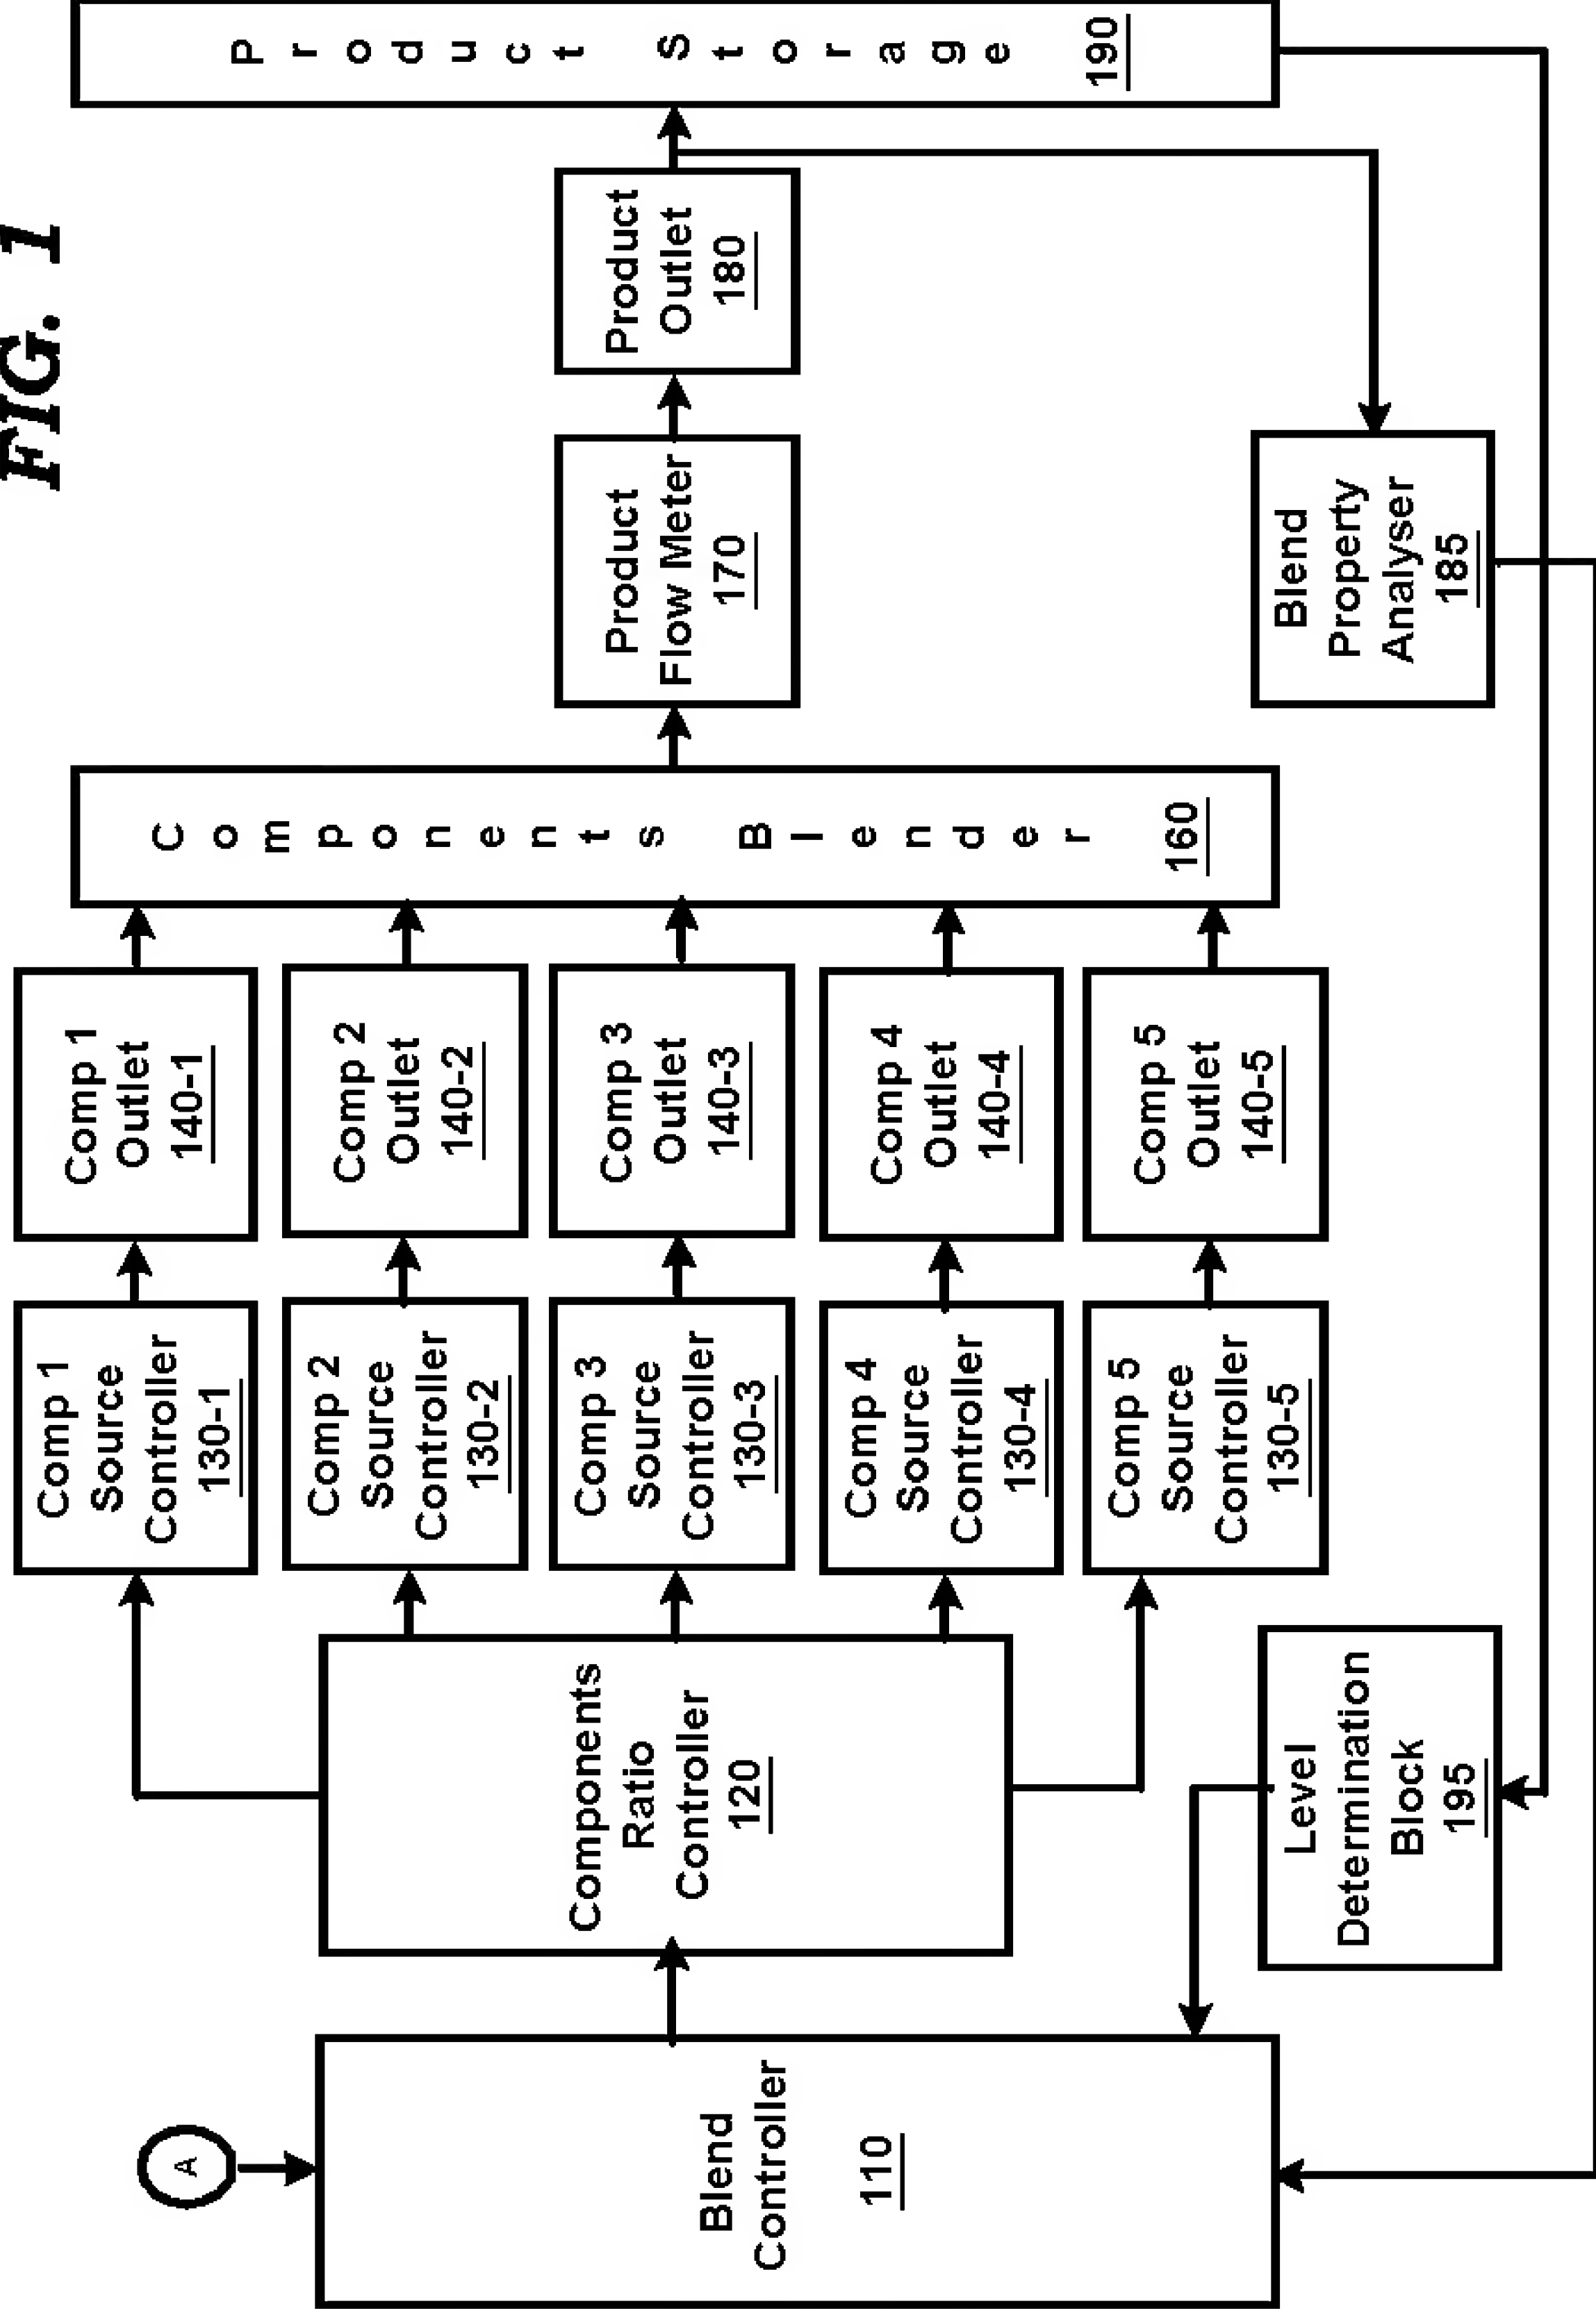 FIG. 1
A
Blend
Controller
110
Components
Ratio
Controller
120
Comp 1
Source
Controller
130-1
Comp 2
Source
Controller
130-2
Comp 3
Source
Controller
130-3
Comp 4
Source
Controller
130-4
Comp 5
Source
Controller
130-5
Comp 1
Outlet
140-1
Comp 2
Outlet
140-2
Comp 3
Outlet
140-3
Comp 4
Outlet
140-4
Comp 5
Outlet
140-5
Components Blender
160
Product
Flow Meter
170
Product
Outlet
180
Product Storage
190
Blend
Property
Analyser
185
Level
Determination
Block
195